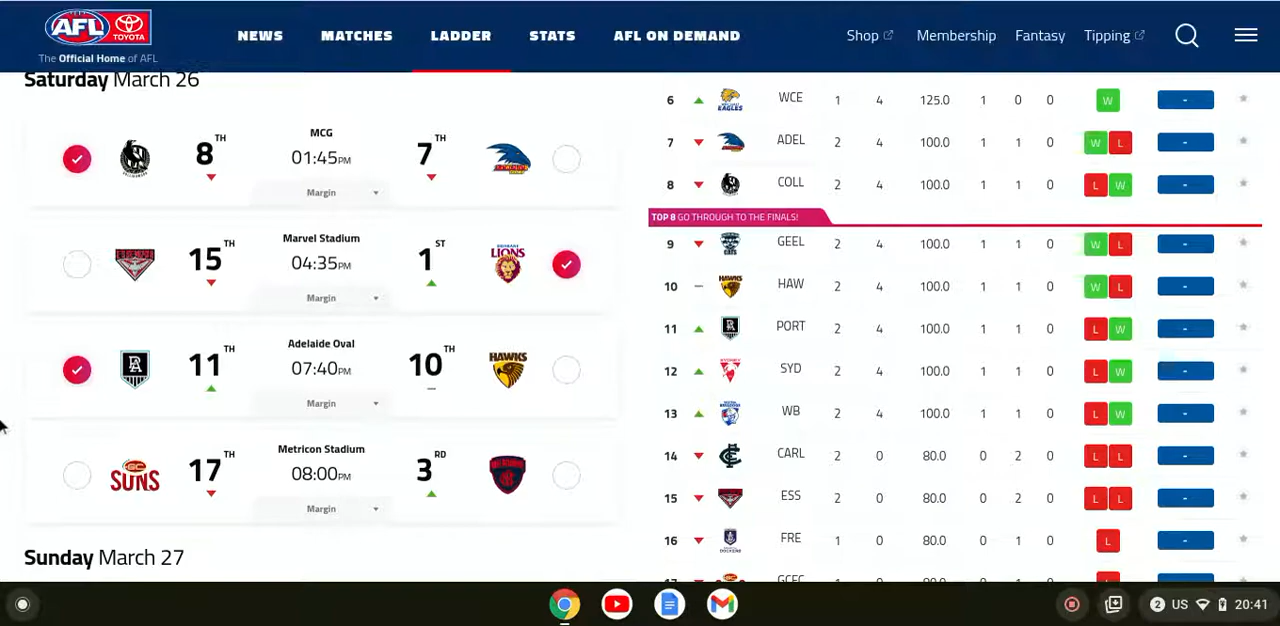 AFL TOYOTA
The Official Home of AFL
NEWS MATCHES LADDER STATS AFL ON DEMAND Shop Membership Fantasy Tipping
Saturday March 26
8TH MCG 01:45PM 7TH
Margin
15TH Marvel Stadium 04:35PM 1ST LIONS
Margin
11TH Adelaide Oval 07:40PM 10TH HAWKS
Margin
SUNS 17TH Metricon Stadium 08:00PM 3RD
Margin
Sunday March 27
6 WCE 1 4 125.0 1 0 0 W -
7 ADEL 2 4 100.0 1 1 0 W L -
8 COLL 2 4 100.0 1 1 0 L W -
TOP 8 GO THROUGH TO THE FINALS!
9 GEEL 2 4 100.0 1 1 0 W L -
10 HAW 2 4 100.0 1 1 0 W L -
11 PORT 2 4 100.0 1 1 0 L W -
12 SYD 2 4 100.0 1 1 0 L W -
13 WB 2 4 100.0 1 1 0 L W -
14 CARL 2 0 80.0 0 2 0 L L -
15 ESS 2 0 80.0 0 2 0 L L -
16 FRE 1 0 80.0 0 1 0 L -
2 US 20:41